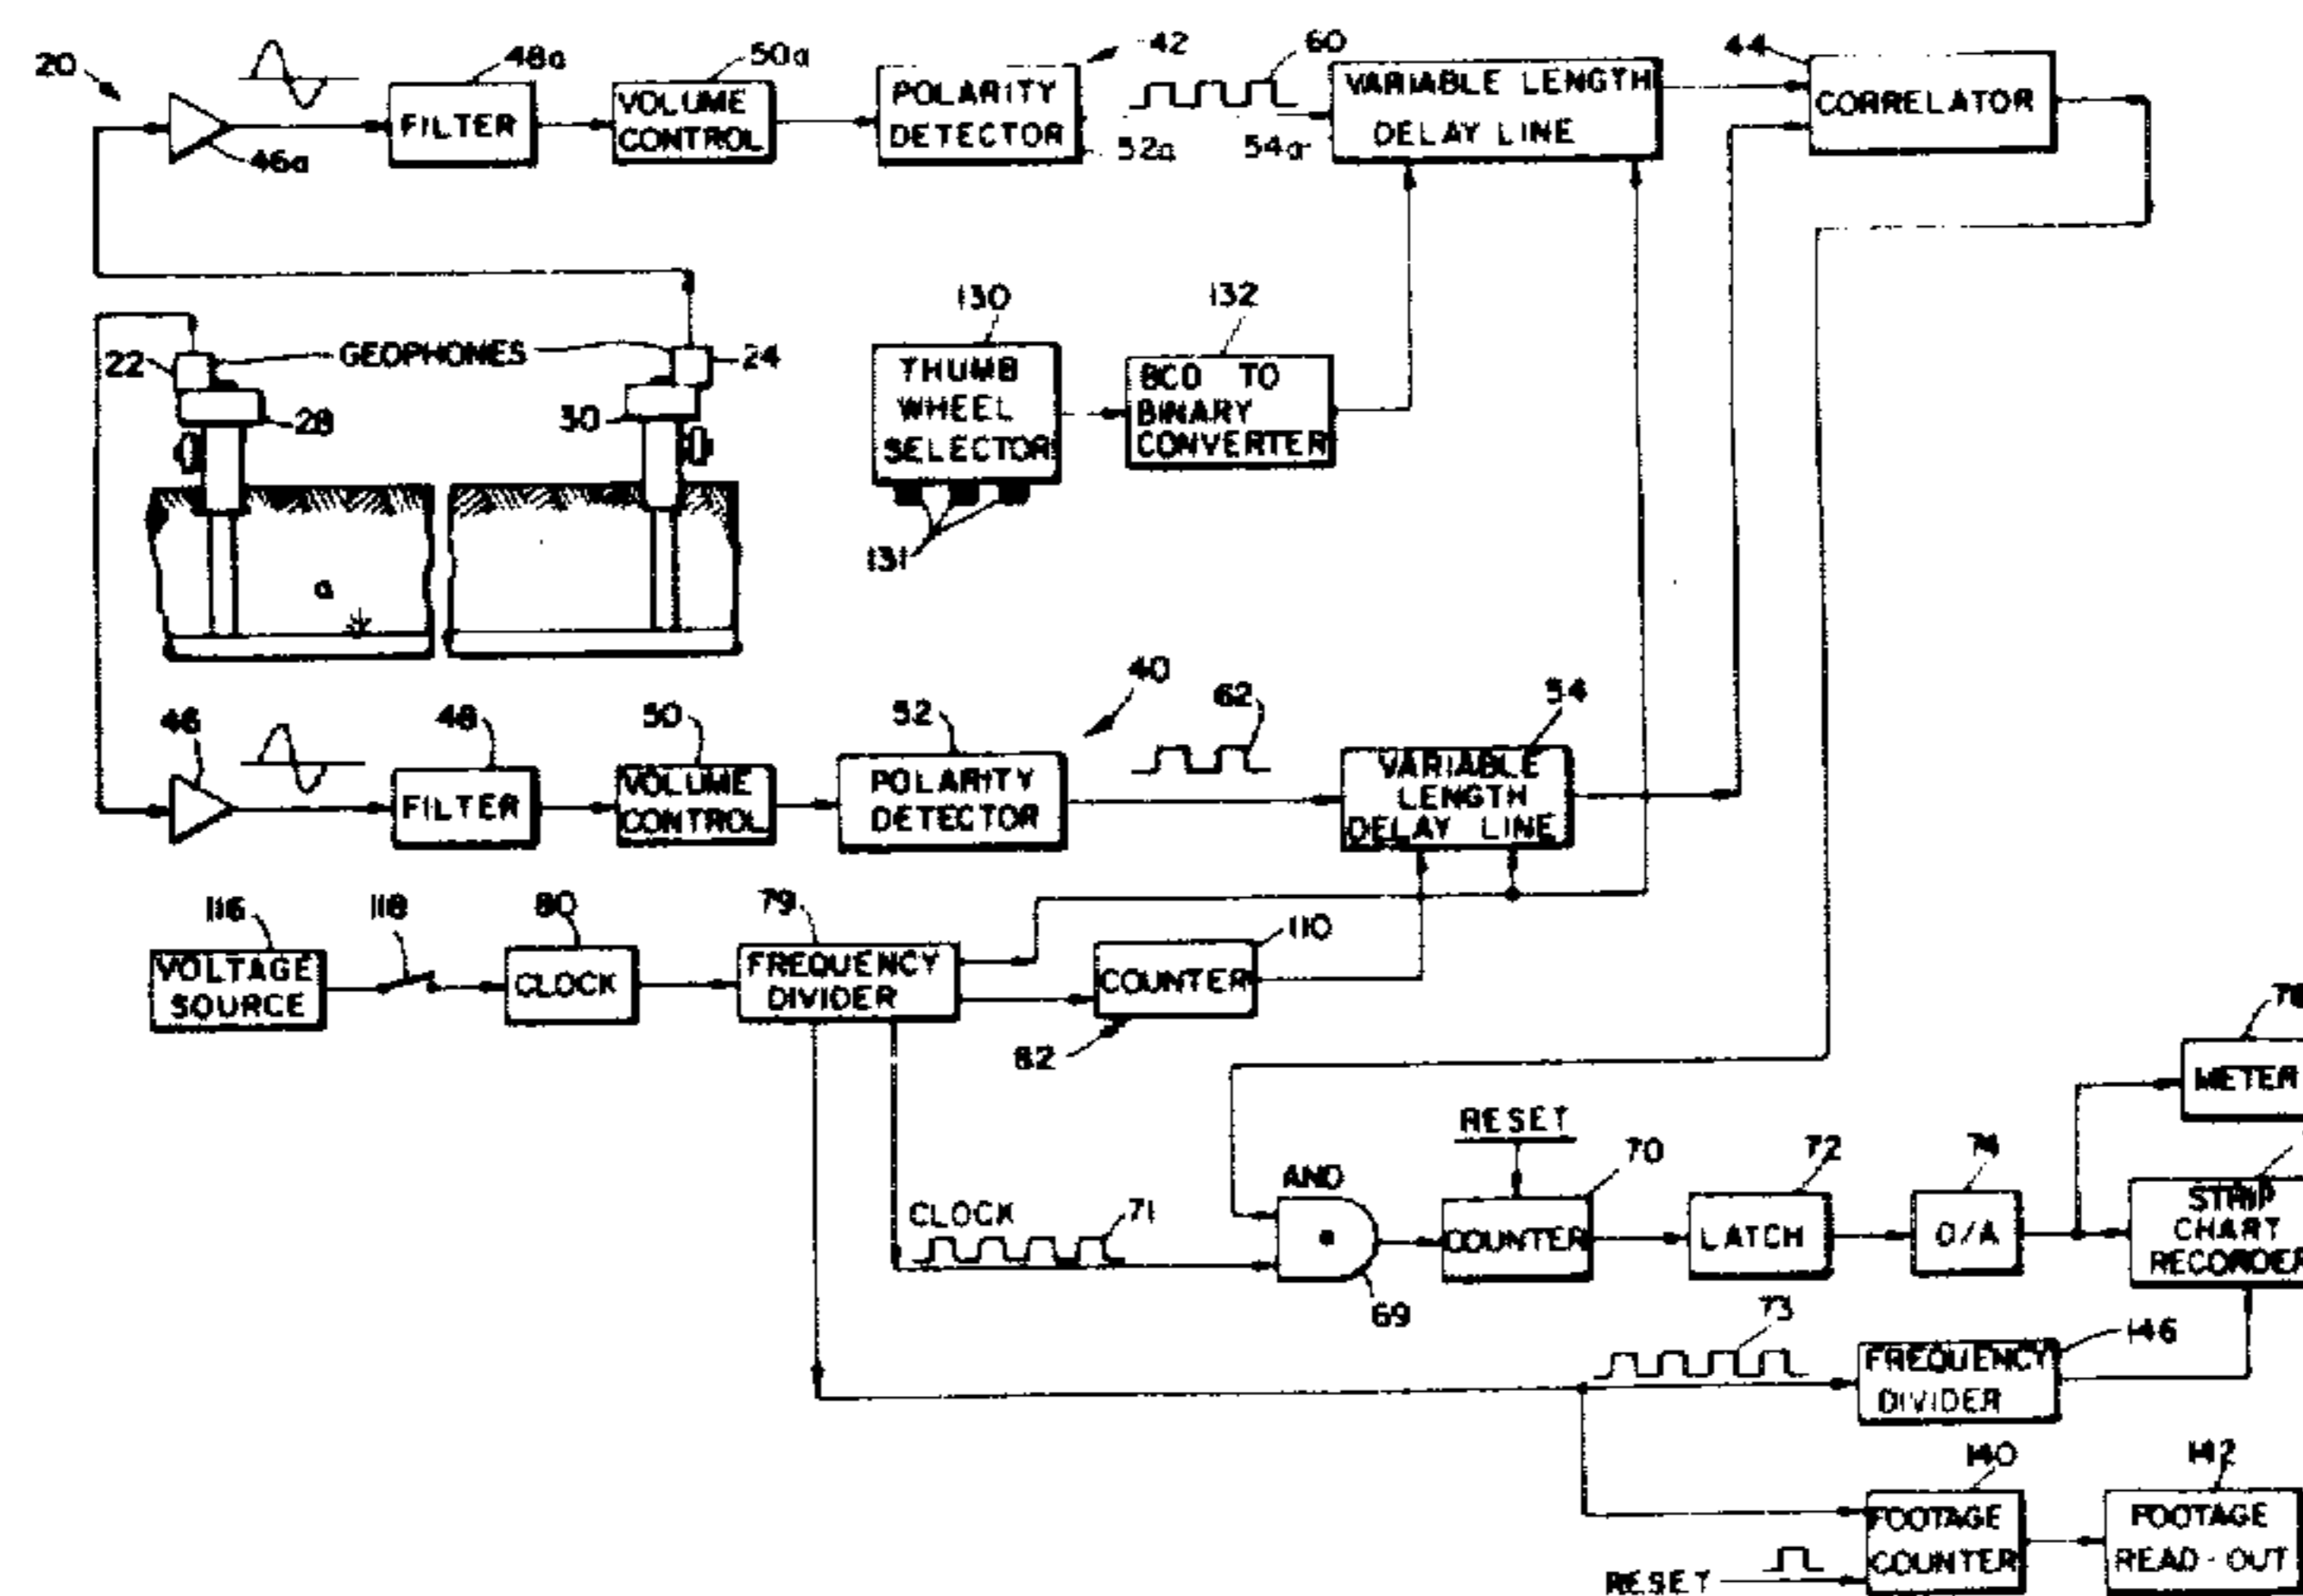 20
46a
48a
FILTER
50a
VOLUME
CONTROL
42
POLARITY
DETECTOR
52a
60
54a
VARIABLE LENGTH
DELAY LINE
44
CORRELATOR
22
GEOPHONES
24
28
30
a
130
THUMB
WHEEL
SELECTOR
131
132
BCD TO
BINARY
CONVERTER
46
48
FILTER
50
VOLUME
CONTROL
52
POLARITY
DETECTOR
40
62
54
VARIABLE
LENGTH
DELAY LINE
116
VOLTAGE
SOURCE
118
80
CLOCK
79
FREQUENCY
DIVIDER
110
COUNTER
82
CLOCK
71
AND
69
RESET
70
COUNTER
72
LATCH
74
D/A
METER
STRIP
CHART
RECORDER
73
146
FREQUENCY
DIVIDER
140
FOOTAGE
COUNTER
RESET
142
FOOTAGE
READ-OUT